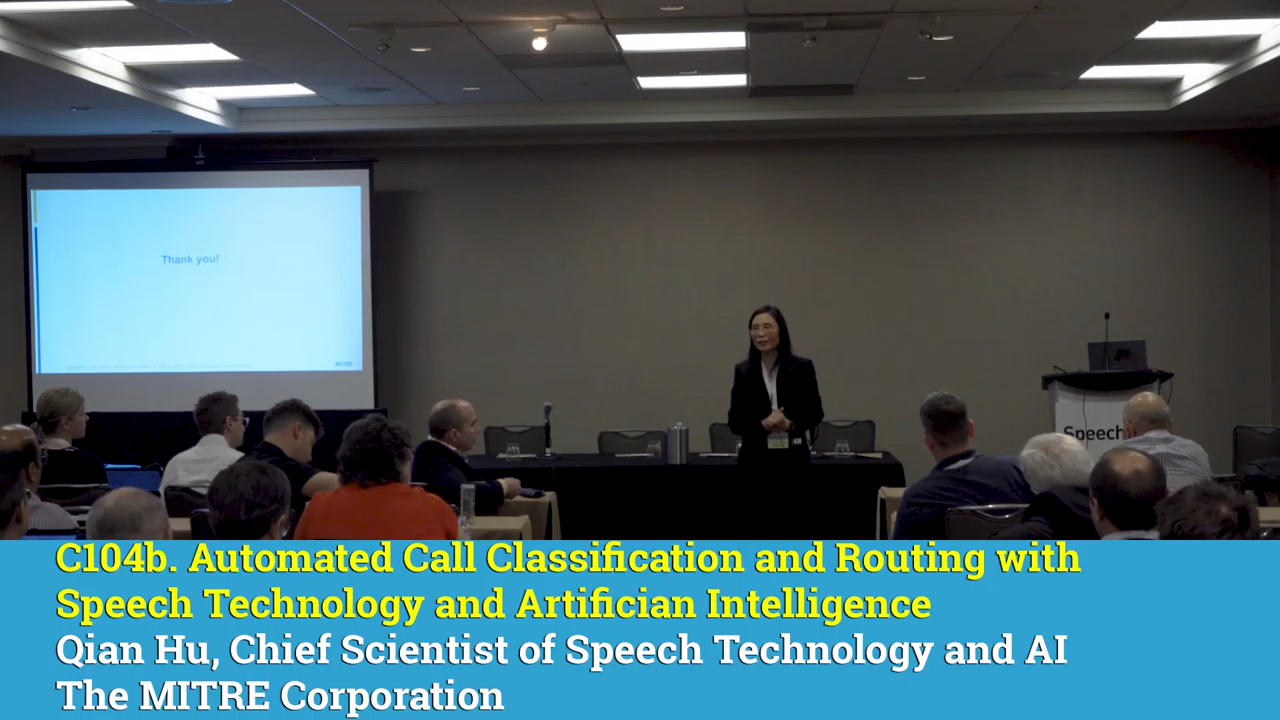 Thank you!
MITRE
Speech
C104b. Automated Call Classification and Routing with
Speech Technology and Artifician Intelligence
Qian Hu, Chief Scientist of Speech Technology and AI
The MITRE Corporation